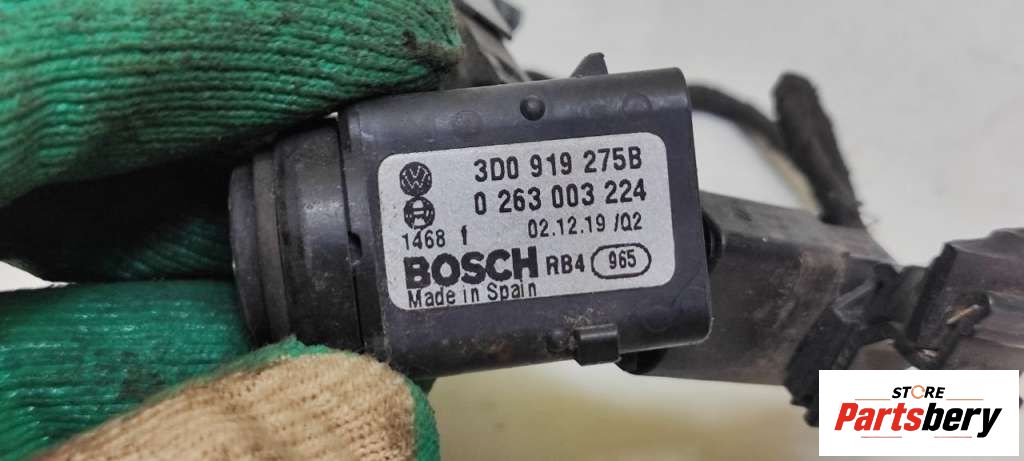 3D0 919 275B
0 263 003 224
1468 f 02.12.19 /Q2
BOSCH RB4 965
Made in Spain
STORE
Partsbery